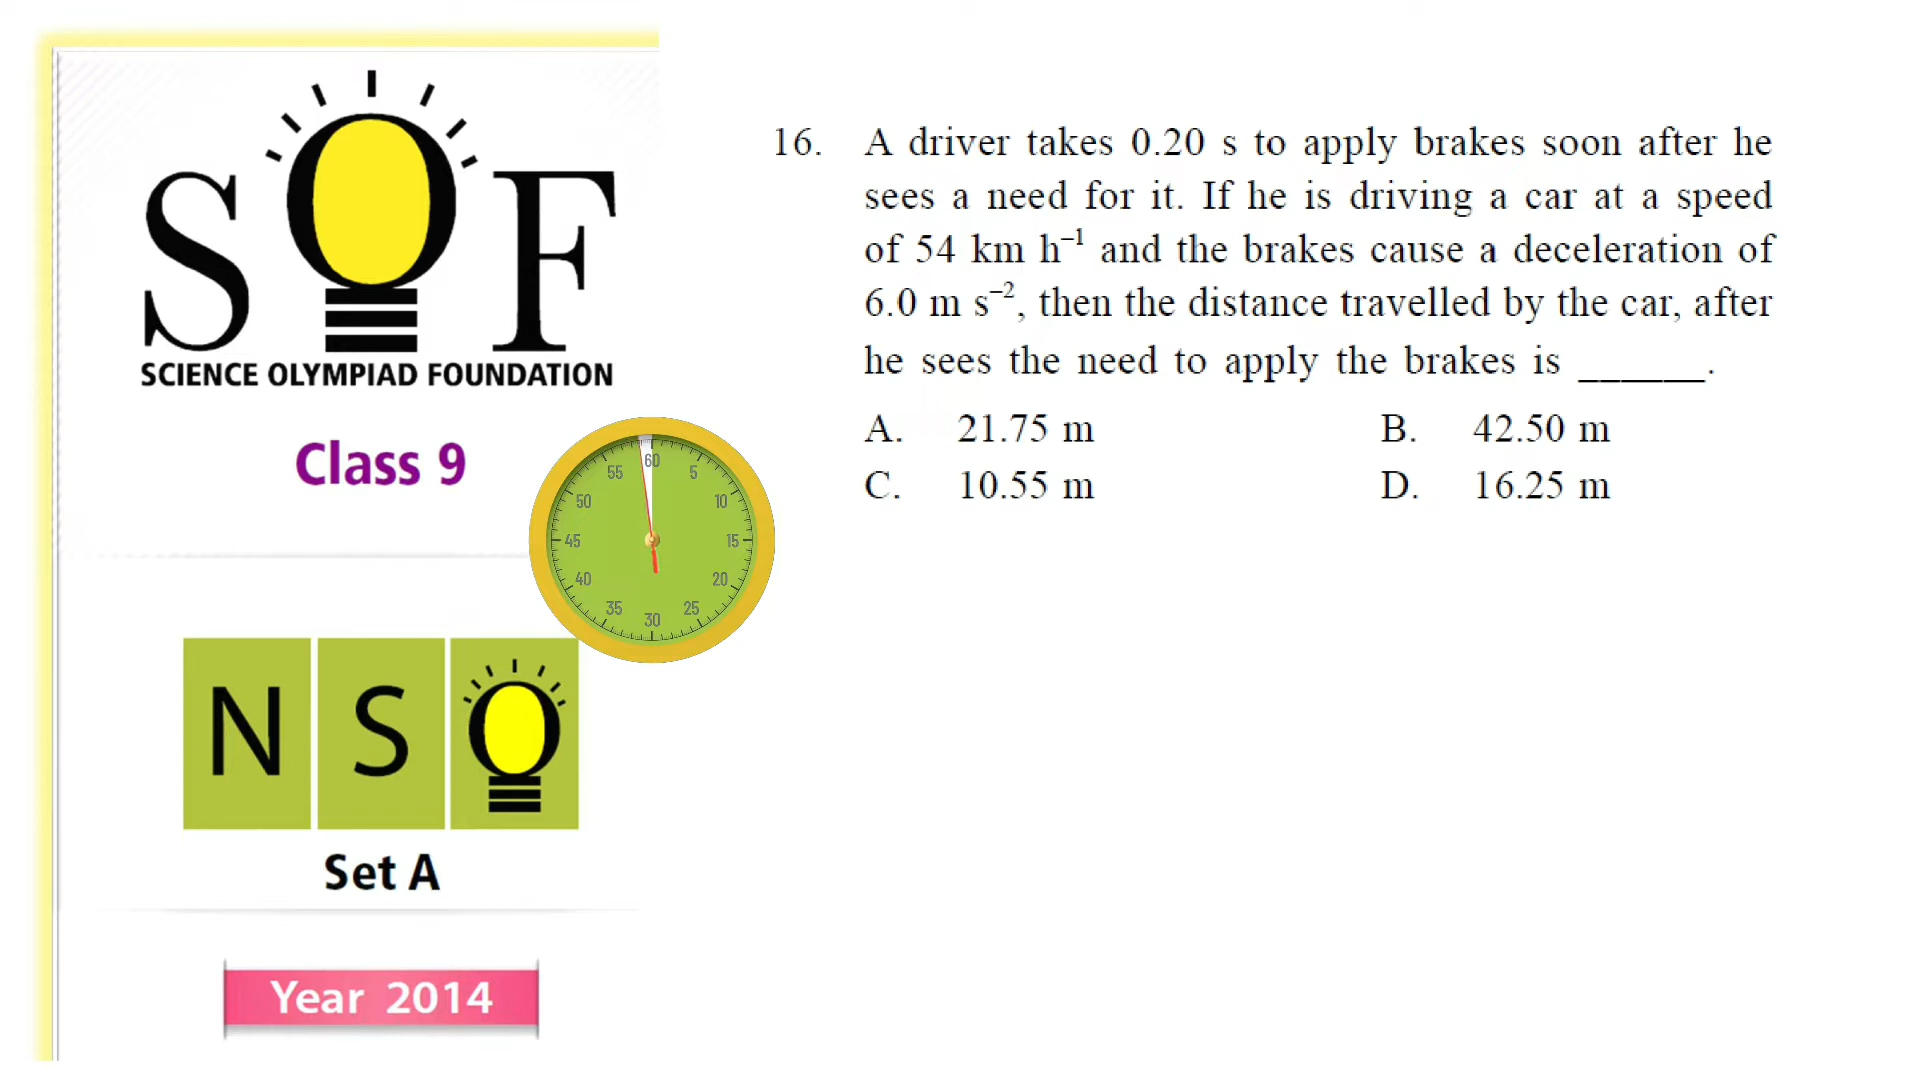 SOF
SCIENCE OLYMPIAD FOUNDATION
Class 9
60
55 5
50 10
45 15
40 20
35 25
30
NSO
Set A
Year 2014
16. A driver takes 0.20 s to apply brakes soon after he
sees a need for it. If he is driving a car at a speed
of 54 km h⁻¹ and the brakes cause a deceleration of
6.0 m s⁻², then the distance travelled by the car, after
he sees the need to apply the brakes is ______.
A. 21.75 m B. 42.50 m
C. 10.55 m D. 16.25 m